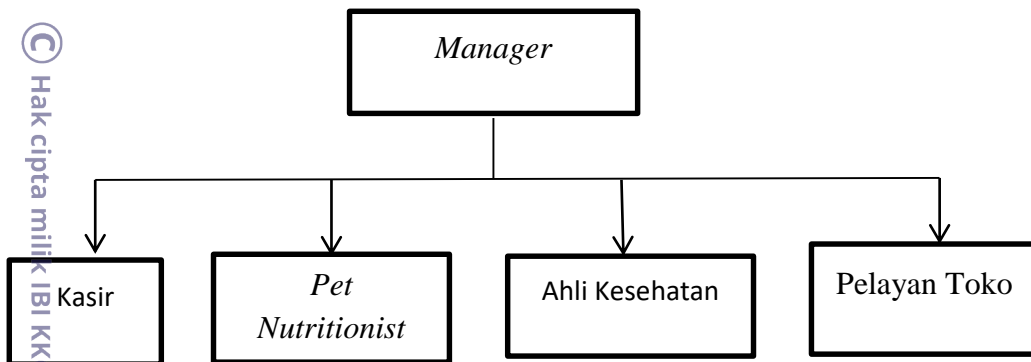 Manager
© Hak cipta milik IBI KK
Kasir
Pet
Nutritionist
Ahli Kesehatan
Pelayan Toko